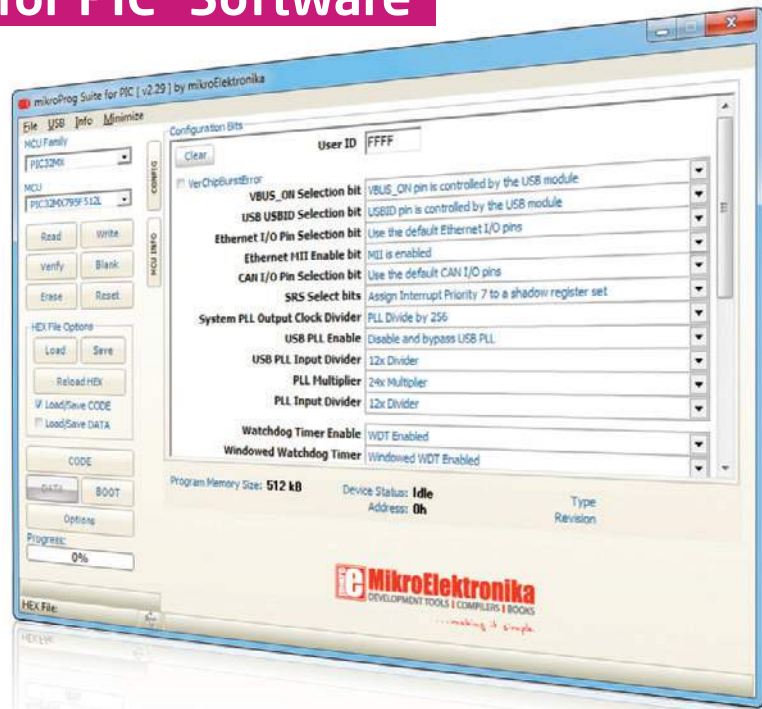 for PIC® Software
mikroProg Suite for PIC [ v2.29 ] by mikroElektronika
File USB Info Minimize
MCU Family
PIC32MX
MCU
PIC32MX795F512L
Read Write
Verify Blank
Erase Reset
HEX File Options
Load Save
Reload HEX
Load/Save CODE
Load/Save DATA
CODE
DATA BOOT
Options
Progress:
0%
HEX File:
CONFIG
MCU INFO
Configuration Bits
Clear
User ID FFFF
VerChipBurstError
VBUS_ON Selection bit VBUS_ON pin is controlled by the USB module
USB USBID Selection bit USBID pin is controlled by the USB module
Ethernet I/O Pin Selection bit Use the default Ethernet I/O pins
Ethernet MII Enable bit MII is enabled
CAN I/O Pin Selection bit Use the default CAN I/O pins
SRS Select bits Assign Interrupt Priority 7 to a shadow register set
System PLL Output Clock Divider PLL Divide by 256
USB PLL Enable Disable and bypass USB PLL
USB PLL Input Divider 12x Divider
PLL Multiplier 24x Multiplier
PLL Input Divider 12x Divider
Watchdog Timer Enable WDT Enabled
Windowed Watchdog Timer Windowed WDT Enabled
Program Memory Size: 512 kB
Device Status: Idle
Address: 0h
Type
Revision
MikroElektronika
DEVELOPMENT TOOLS | COMPILERS | BOOKS
...making it simple